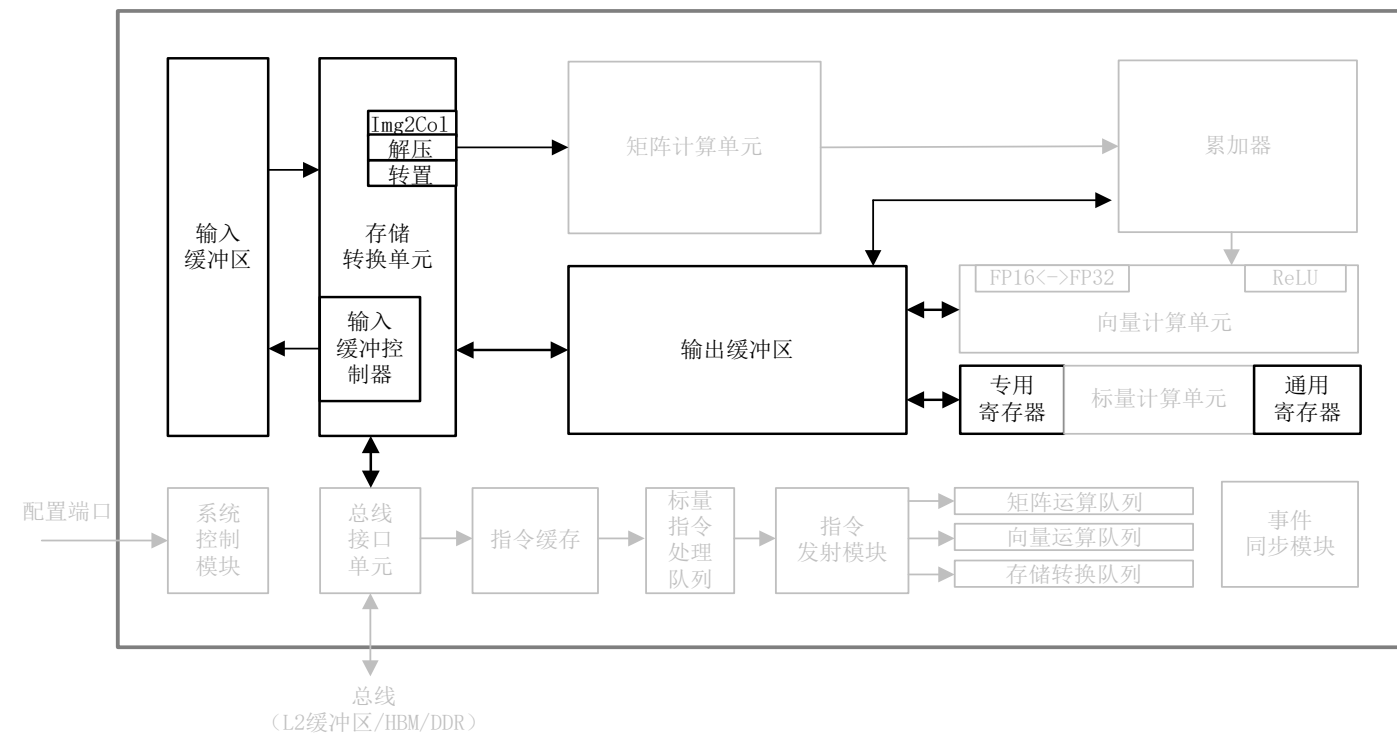 Img2Col
解压
转置
输入
缓冲区
存储
转换单元
输入
缓冲控
制器
矩阵计算单元
累加器
输出缓冲区
FP16<->FP32
ReLU
向量计算单元
专用
寄存器
标量计算单元
通用
寄存器
配置端口
系统
控制
模块
总线
接口
单元
指令缓存
标量
指令
处理
队列
指令
发射模块
矩阵运算队列
向量运算队列
存储转换队列
事件
同步模块
总线
（L2缓冲区/HBM/DDR）